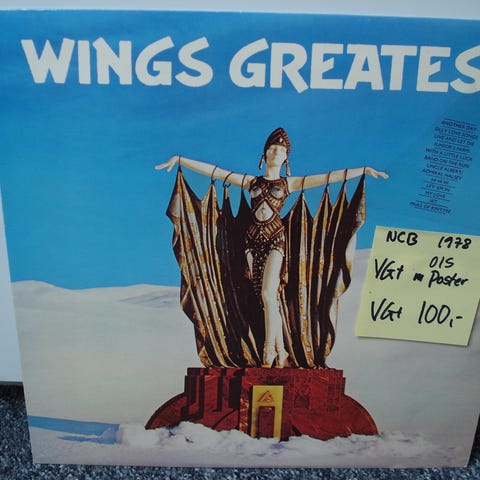 WINGS GREATES
ANOTHER DAY
SILLY LOVE SONGS
LIVE AND LET DIE
JUNIOR'S FARM
WITH A LITTLE LUCK
BAND ON THE RUN
UNCLE ALBERT/
ADMIRAL HALSEY
HI HI HI
LET 'EM IN
MY LOVE
JET
MULL OF KINTYRE
NCB 1978
VG+ OIS
m Poster
VG+ 100,-